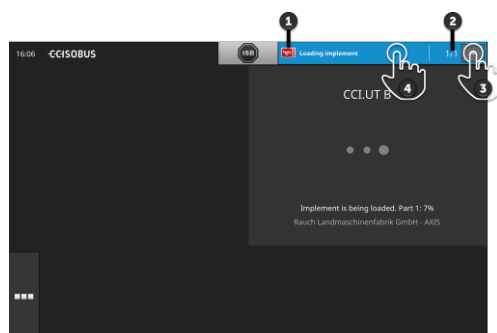 1
2
16:06
CCISOBUS
ISB
Loading implement
1/1
4
3
CCI.UT B
Implement is being loaded. Part 1: 7%
Rauch Landmaschinenfabrik GmbH - AXIS